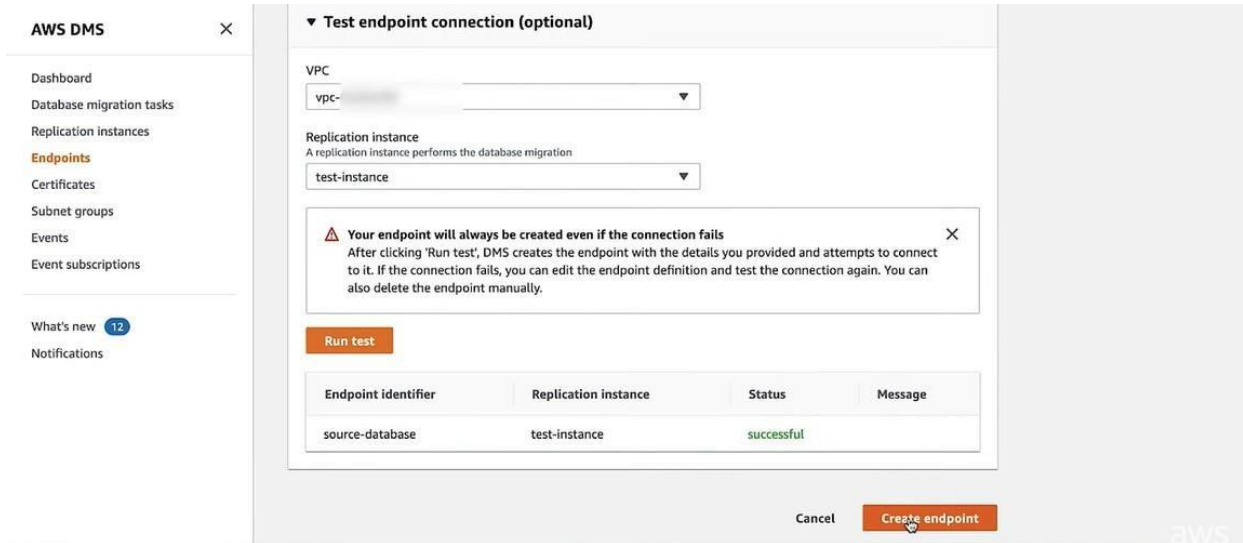 AWS DMS
Dashboard
Database migration tasks
Replication instances
Endpoints
Certificates
Subnet groups
Events
Event subscriptions
What's new 12
Notifications
Test endpoint connection (optional)
VPC
vpc-
Replication instance
A replication instance performs the database migration
test-instance
Your endpoint will always be created even if the connection fails
After clicking 'Run test', DMS creates the endpoint with the details you provided and attempts to connect
to it. If the connection fails, you can edit the endpoint definition and test the connection again. You can
also delete the endpoint manually.
Run test
Endpoint identifier Replication instance Status Message
source-database test-instance successful
Cancel Create endpoint
aws